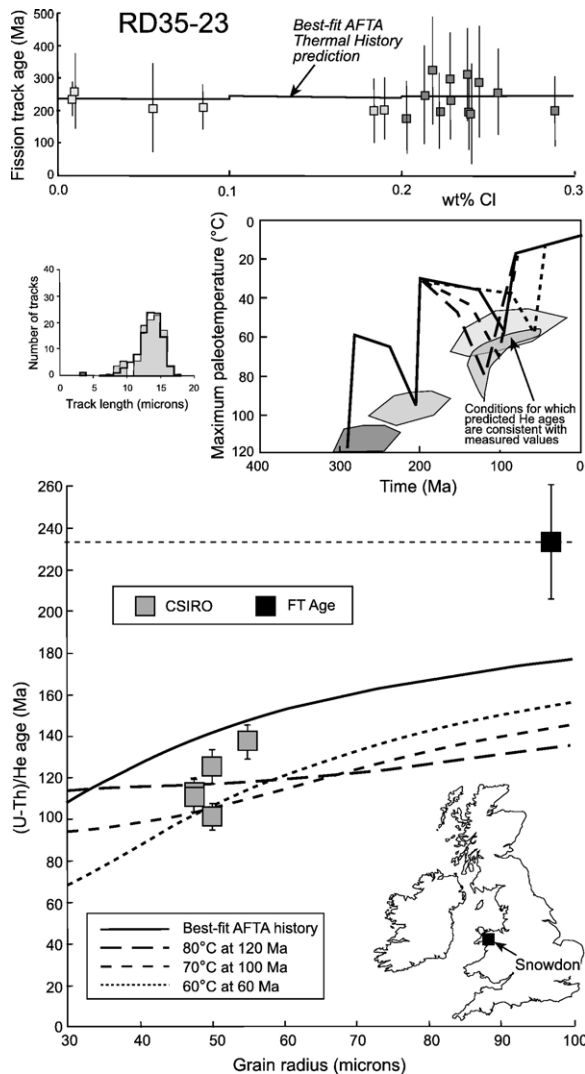 RD35-23
Best-fit AFTA
Thermal History
prediction
Fission track age (Ma)
500
400
300
200
100
0
0.0
0.1
0.2
0.3
wt% Cl
Number of tracks
40
30
20
10
0
0
10
20
Track length (microns)
Maximum paleotemperature (°C)
0
20
40
60
80
100
120
400
300
200
100
0
Time (Ma)
Conditions for which
predicted He ages
are consistent with
measured values
(U-Th)/He age (Ma)
260
240
220
200
180
160
140
120
100
80
60
40
20
0
CSIRO
FT Age
Best-fit AFTA history
80°C at 120 Ma
70°C at 100 Ma
60°C at 60 Ma
Snowdon
30
40
50
60
70
80
90
100
Grain radius (microns)